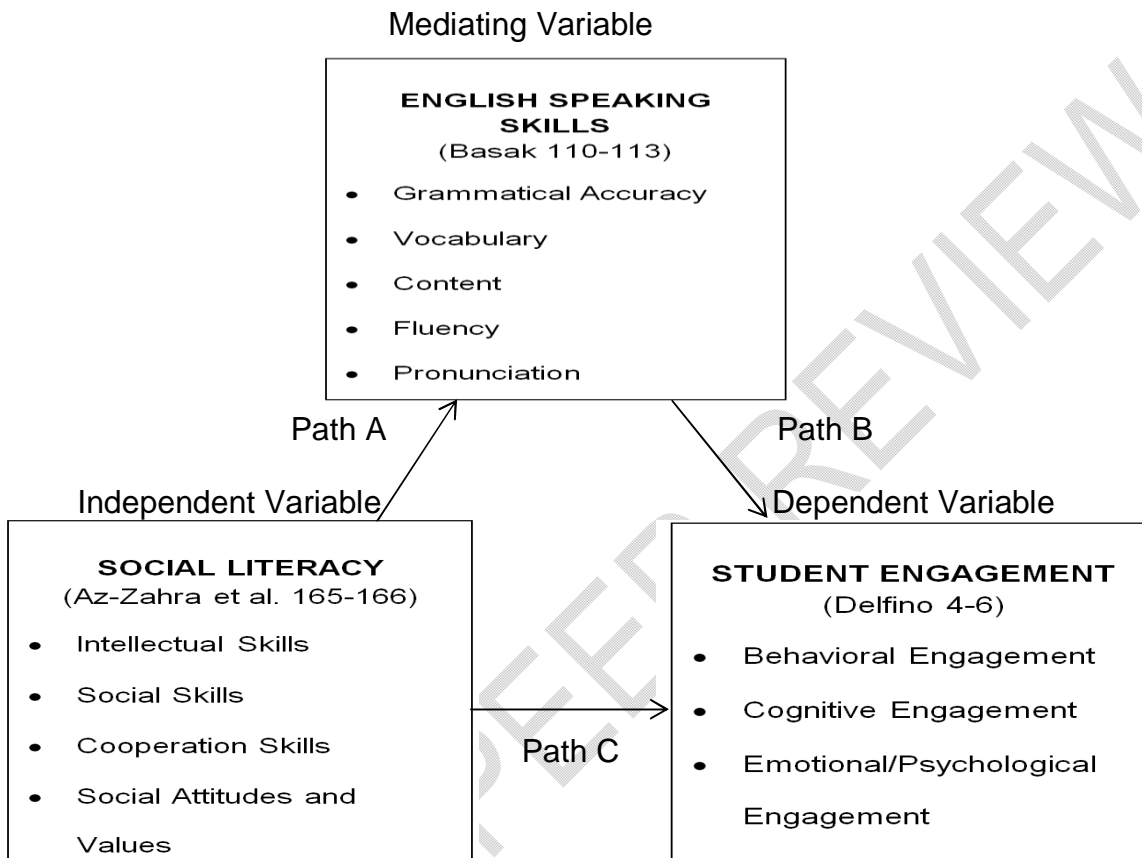 Mediating Variable
ENGLISH SPEAKING
SKILLS
(Basak 110-113)
• Grammatical Accuracy
• Vocabulary
• Content
• Fluency
• Pronunciation
Path A
Path B
Independent Variable
Dependent Variable
SOCIAL LITERACY
(Az-Zahra et al. 165-166)
• Intellectual Skills
• Social Skills
• Cooperation Skills
• Social Attitudes and
Values
Path C
STUDENT ENGAGEMENT
(Delfino 4-6)
• Behavioral Engagement
• Cognitive Engagement
• Emotional/Psychological
Engagement
PEER REVIEW